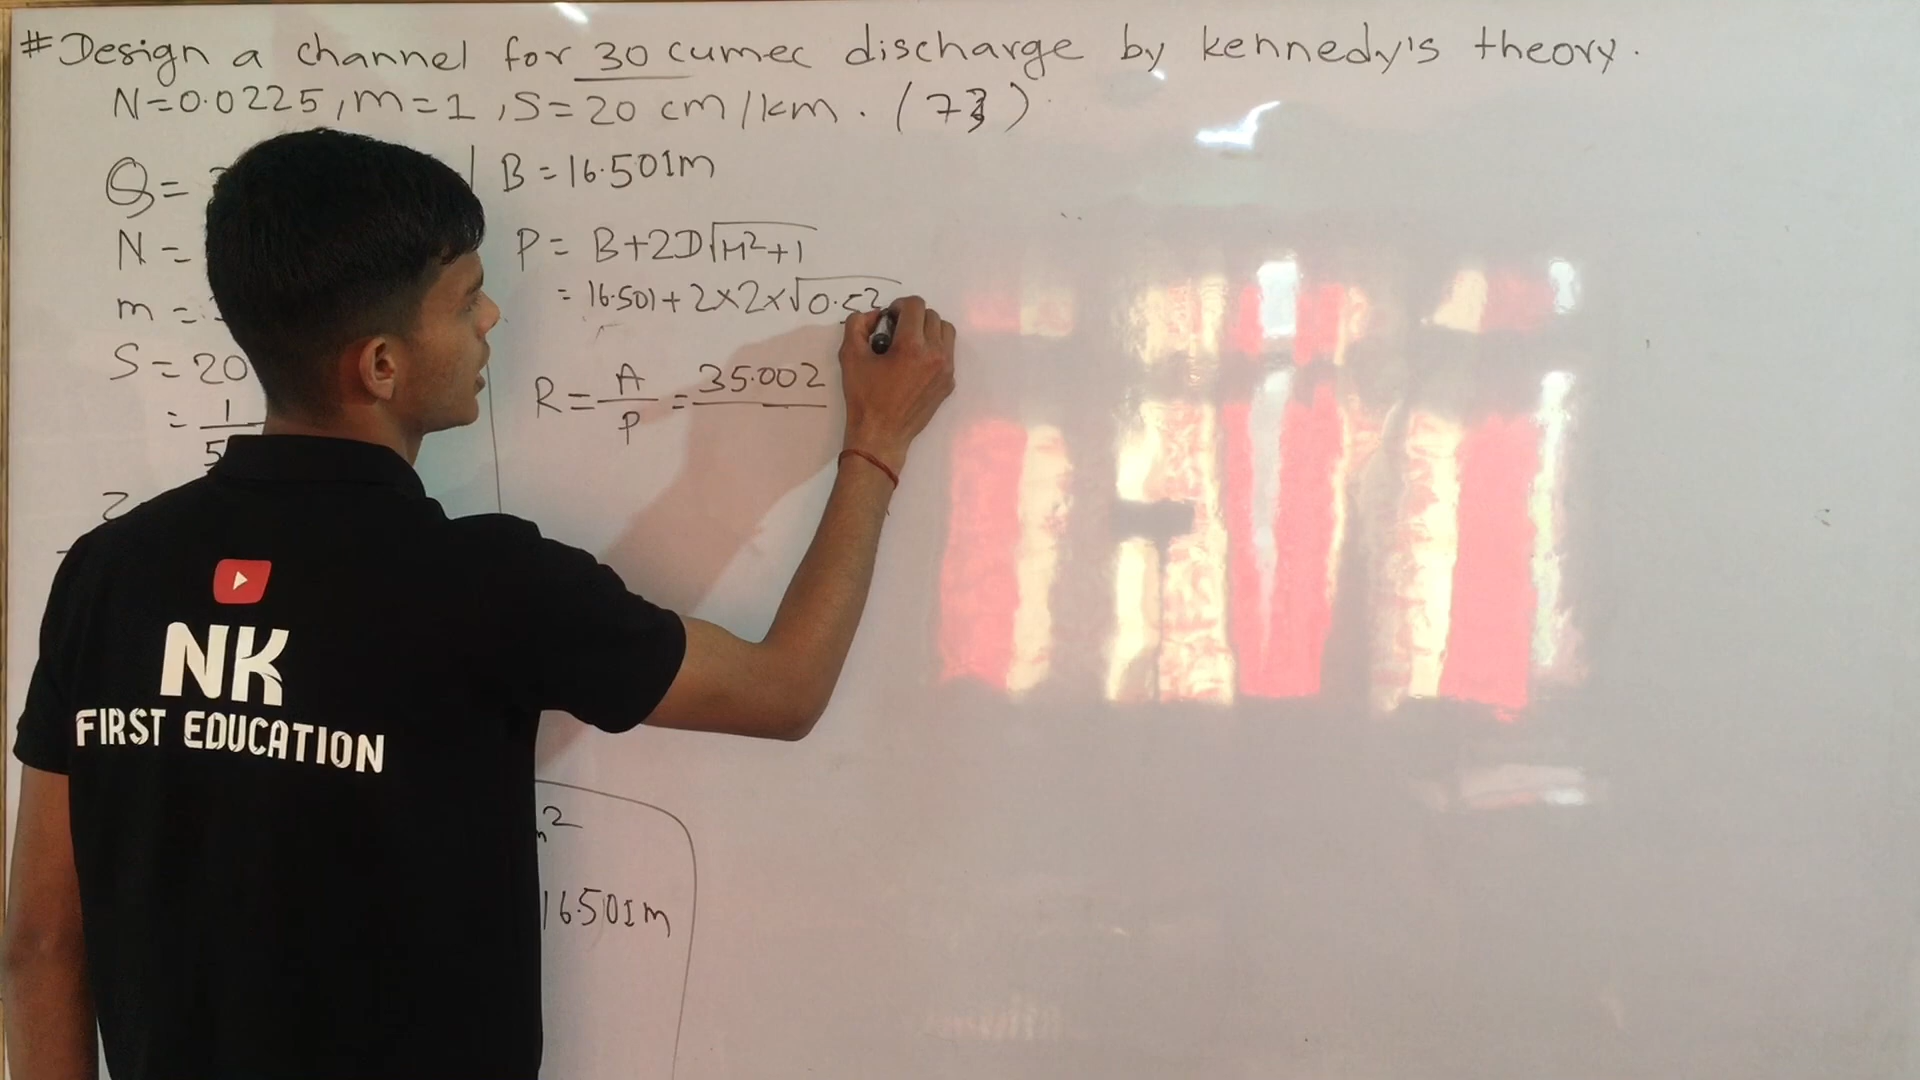 # Design a channel for 30 cumec discharge by kennedy's theory.
N=0.0225, m=1, S=20 cm/km. (73)
Q=
N=
m=
S=20
= 1
5
B=16.501m
P= B+2D√M²+1
= 16.501+2×2×√0.5²
R= A/P = 35.002
m²
16.501m
NK
FIRST EDUCATION